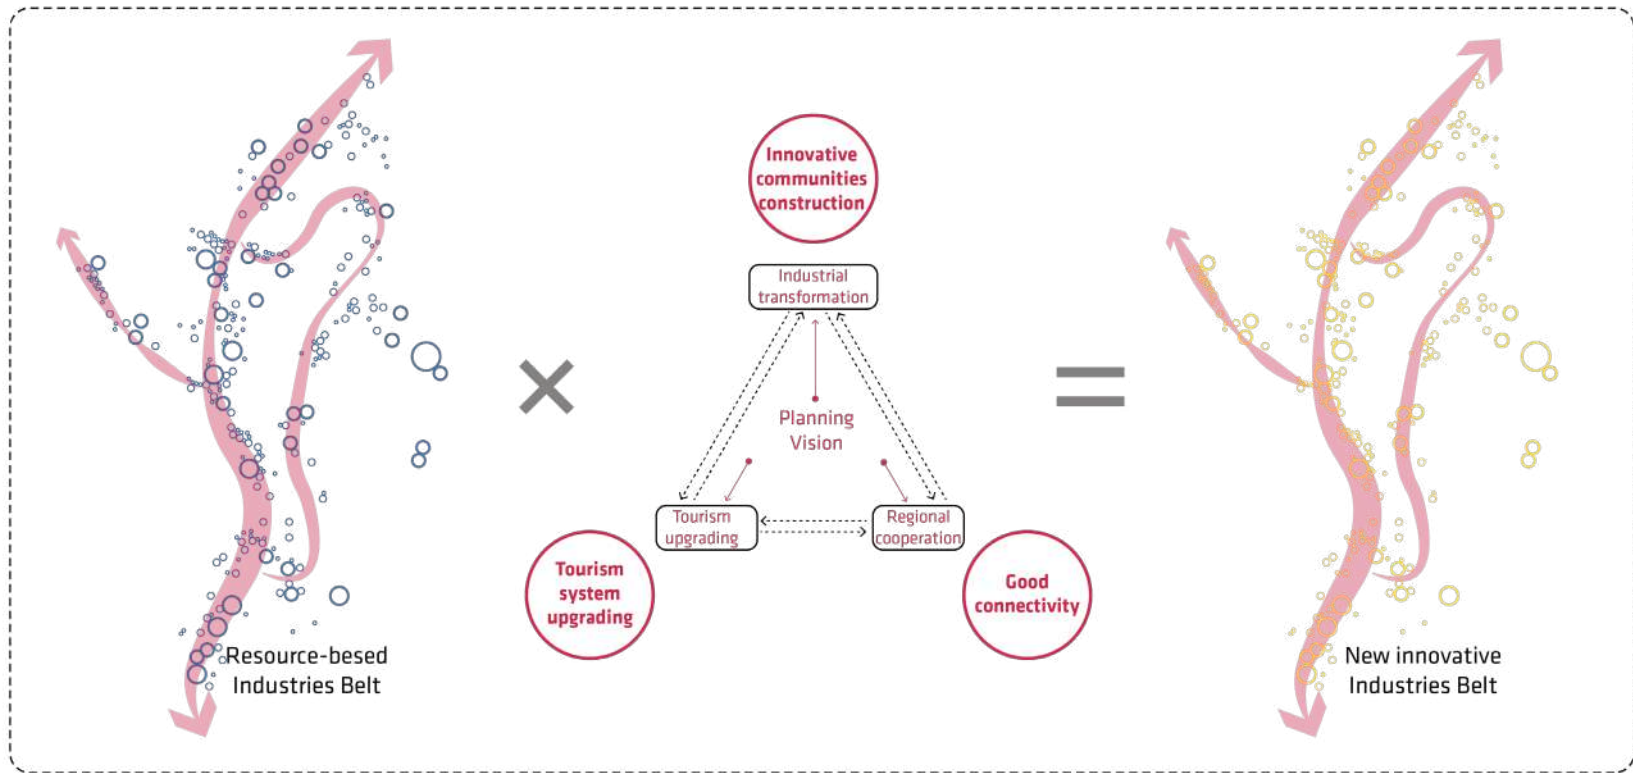 Innovative
communities
construction
Industrial
transformation
Planning
Vision
Tourism
upgrading
Regional
cooperation
Tourism
system
upgrading
Good
connectivity
Resource-besed
Industries Belt
New innovative
Industries Belt